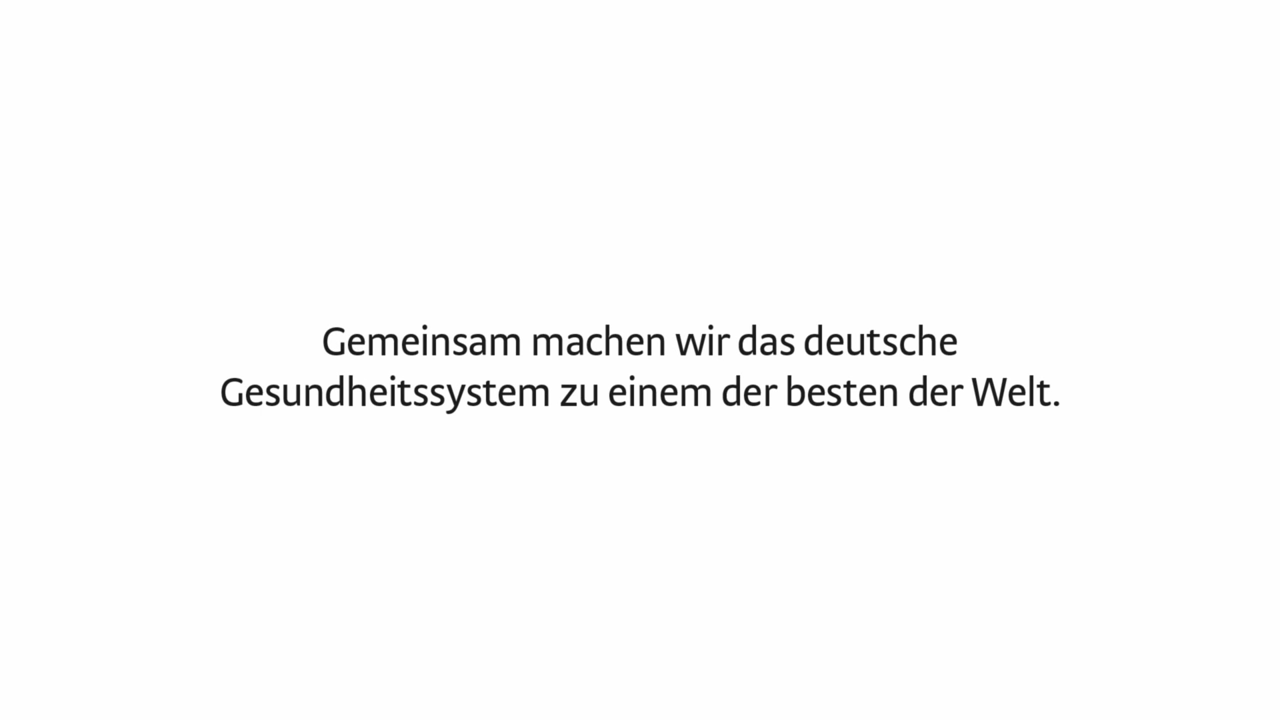 Gemeinsam machen wir das deutsche
Gesundheitssystem zu einem der besten der Welt.